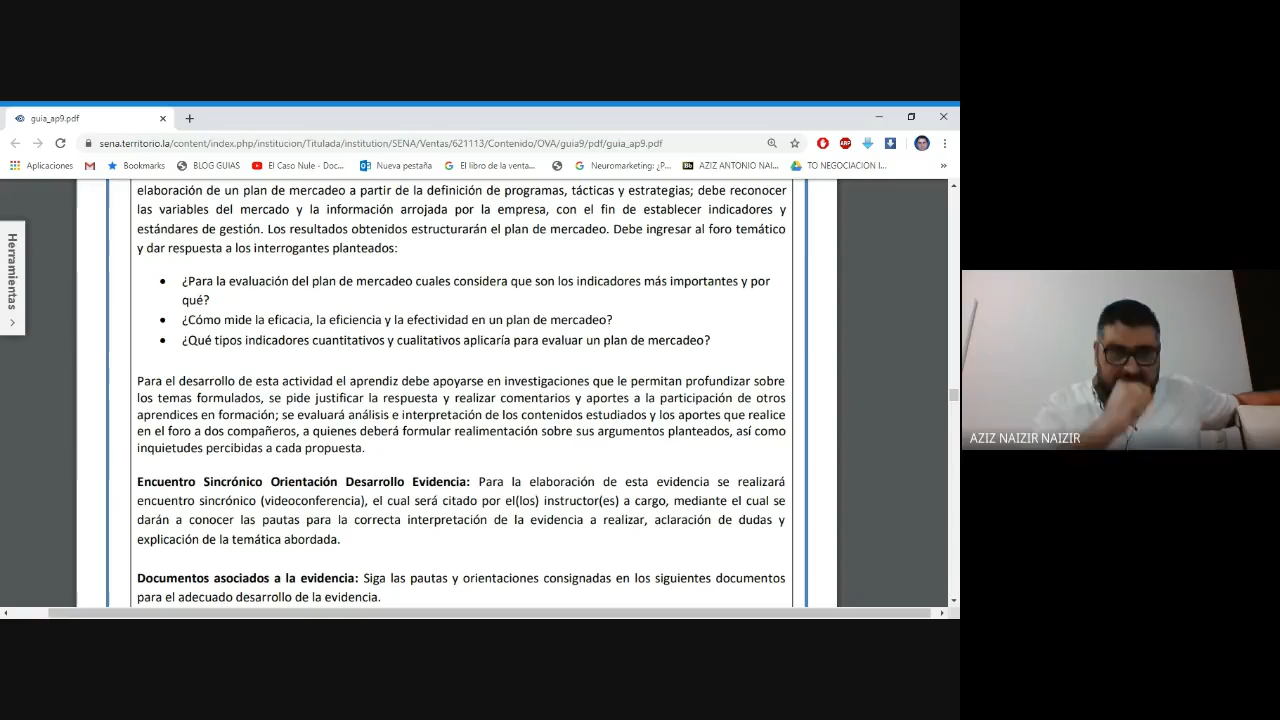 guia_ap9.pdf
sena.territorio.la/content/index.php/institucion/Titulada/institution/SENA/Ventas/621113/Contenido/OVA/guia9/pdf/guia_ap9.pdf
Aplicaciones Bookmarks BLOG GUIAS El Caso Nule - Doc... Nueva pestaña El libro de la venta... Neuromarketing: ¿P... AZIZ ANTONIO NAI... TO NEGOCIACION I... »
elaboración de un plan de mercadeo a partir de la definición de programas, tácticas y estrategias; debe reconocer
las variables del mercado y la información arrojada por la empresa, con el fin de establecer indicadores y
estándares de gestión. Los resultados obtenidos estructurarán el plan de mercadeo. Debe ingresar al foro temático
y dar respuesta a los interrogantes planteados:
Herramientas
• ¿Para la evaluación del plan de mercadeo cuales considera que son los indicadores más importantes y por
qué?
• ¿Cómo mide la eficacia, la eficiencia y la efectividad en un plan de mercadeo?
• ¿Qué tipos indicadores cuantitativos y cualitativos aplicaría para evaluar un plan de mercadeo?
Para el desarrollo de esta actividad el aprendiz debe apoyarse en investigaciones que le permitan profundizar sobre
los temas formulados, se pide justificar la respuesta y realizar comentarios y aportes a la participación de otros
aprendices en formación; se evaluará análisis e interpretación de los contenidos estudiados y los aportes que realice
en el foro a dos compañeros, a quienes deberá formular realimentación sobre sus argumentos planteados, así como
inquietudes percibidas a cada propuesta.
Encuentro Sincrónico Orientación Desarrollo Evidencia: Para la elaboración de esta evidencia se realizará
encuentro sincrónico (videoconferencia), el cual será citado por el(los) instructor(es) a cargo, mediante el cual se
darán a conocer las pautas para la correcta interpretación de la evidencia a realizar, aclaración de dudas y
explicación de la temática abordada.
Documentos asociados a la evidencia: Siga las pautas y orientaciones consignadas en los siguientes documentos
para el adecuado desarrollo de la evidencia.
AZIZ NAIZIR NAIZIR